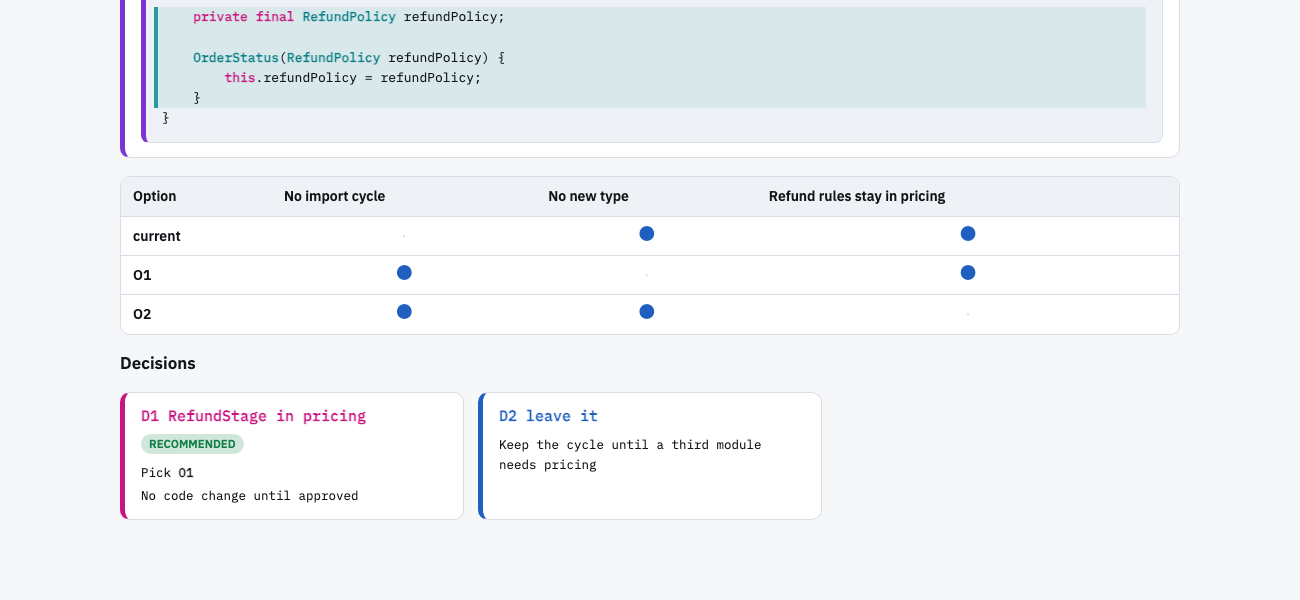 private final RefundPolicy refundPolicy;
OrderStatus(RefundPolicy refundPolicy) {
this.refundPolicy = refundPolicy;
}
}
Option No import cycle No new type Refund rules stay in pricing
current
O1
O2
Decisions
D1 RefundStage in pricing
RECOMMENDED
Pick O1
No code change until approved
D2 leave it
Keep the cycle until a third module
needs pricing